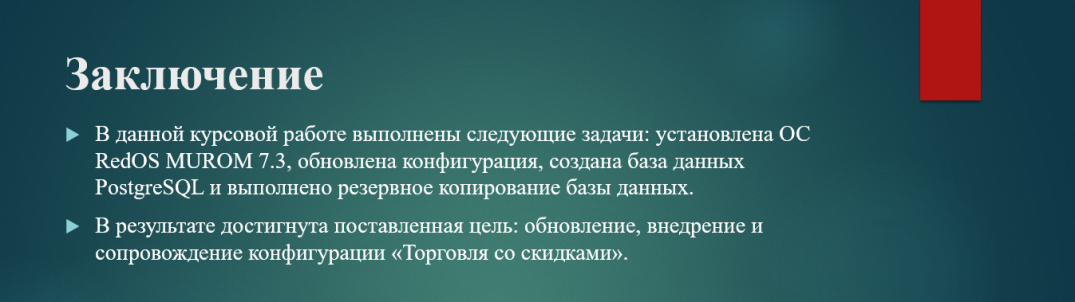 Заключение
В данной курсовой работе выполнены следующие задачи: установлена ОС
RedOS MUROM 7.3, обновлена конфигурация, создана база данных
PostgreSQL и выполнено резервное копирование базы данных.
В результате достигнута поставленная цель: обновление, внедрение и
сопровождение конфигурации «Торговля со скидками».